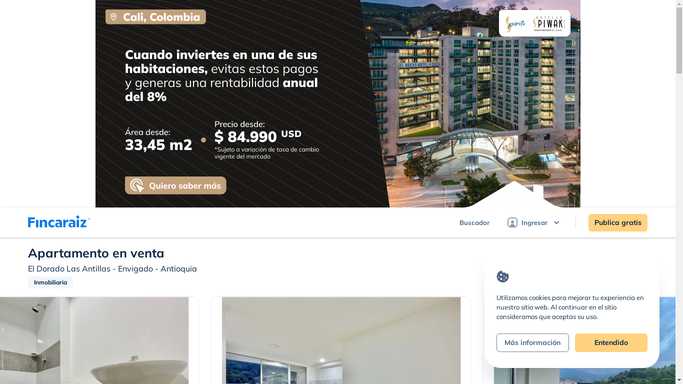 Cali, Colombia
Spiwak
SPIWAK
Cuando inviertes en una de sus
habitaciones, evitas estos pagos
y generas una rentabilidad anual
del 8%
Área desde:
33,45 m2
Precio desde:
$ 84.990 USD
*Sujeto a variación de tasa de cambio
vigente del mercado
Quiero saber más
Fincaraíz
Buscador
Ingresar
Publica gratis
Apartamento en venta
El Dorado Las Antillas - Envigado - Antioquia
Inmobiliaria
Utilizamos cookies para mejorar tu experiencia en
nuestro sitio web. Al continuar en el sitio
consideramos que aceptas su uso.
Más información
Entendido